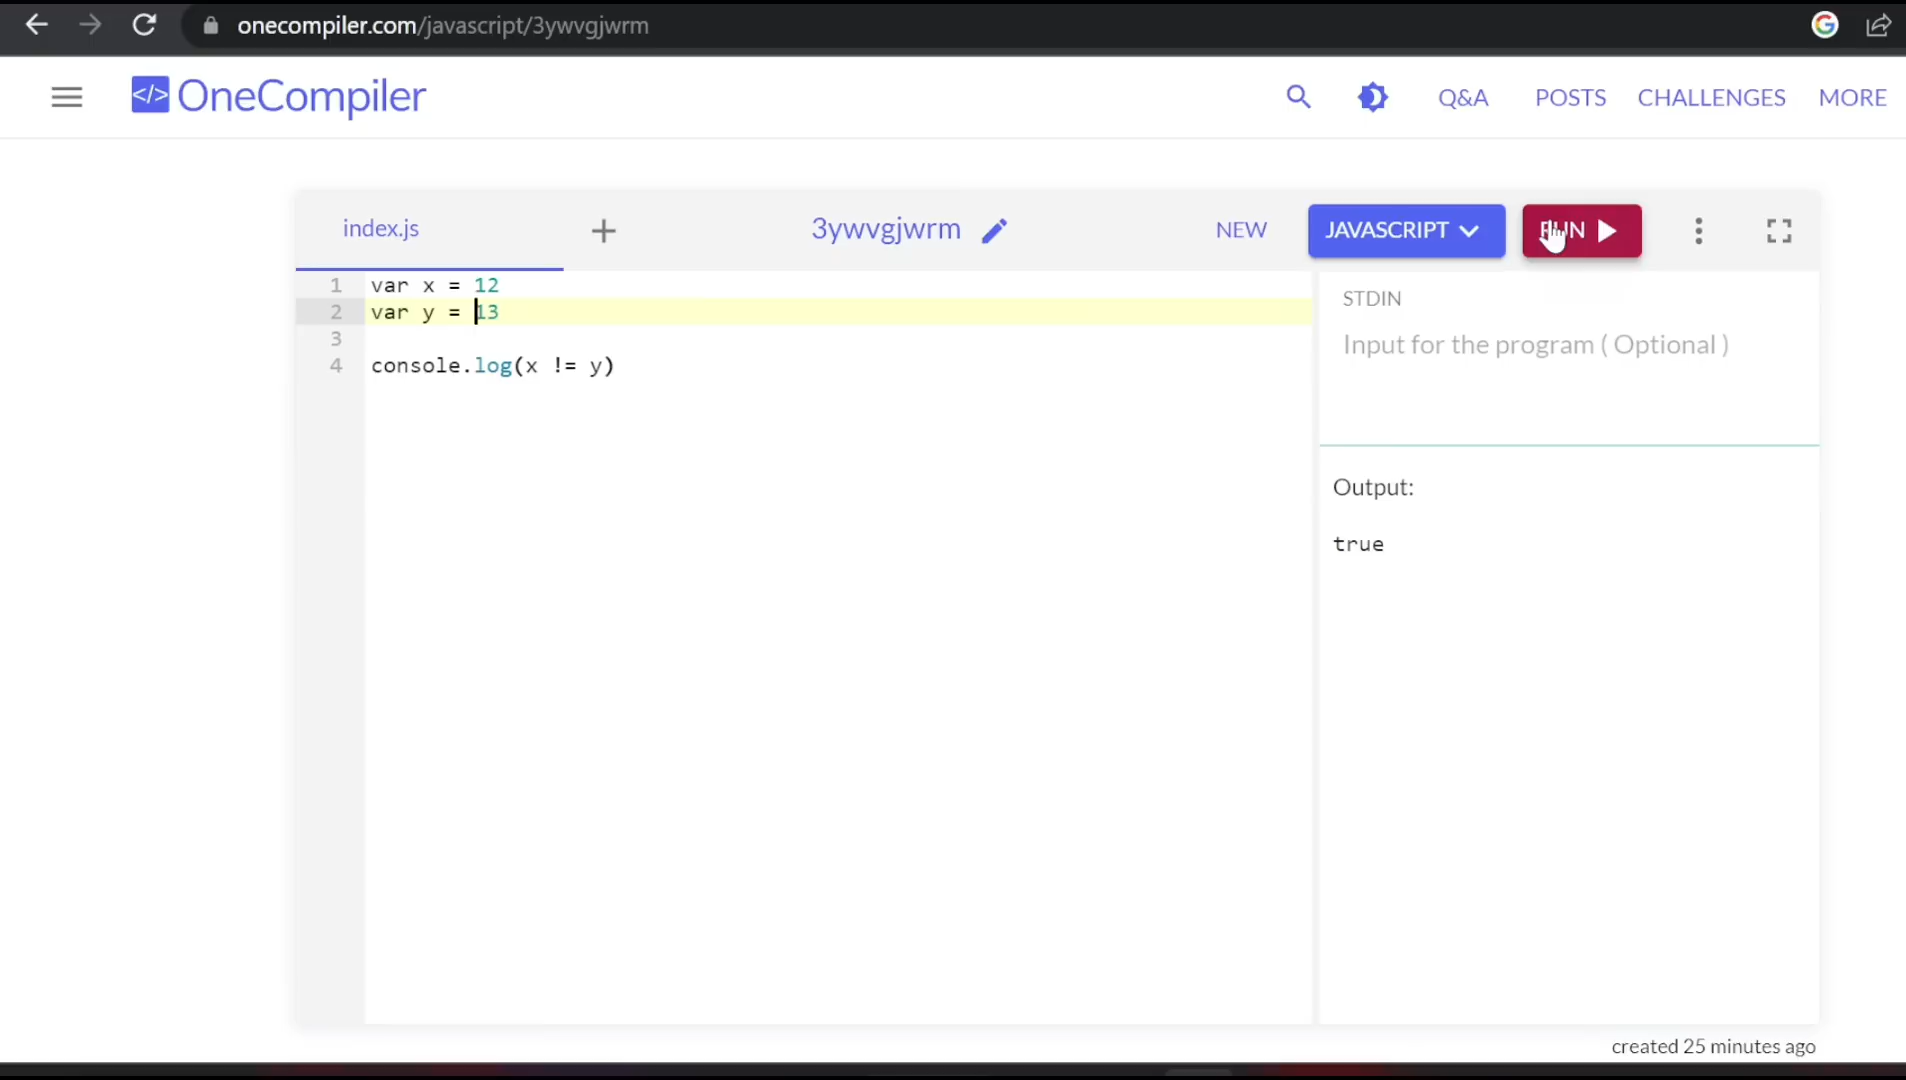 onecompiler.com/javascript/3ywvgjwrm
</> OneCompiler
Q&A
POSTS
CHALLENGES
MORE
index.js
3ywvgjwrm
NEW
JAVASCRIPT
RUN
1 var x = 12
2 var y = 13
3
4 console.log(x != y)
STDIN
Input for the program ( Optional )
Output:
true
created 25 minutes ago